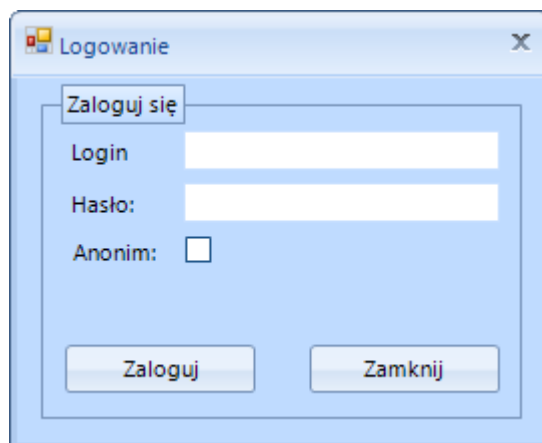 Logowanie
Zaloguj się
Login
Hasło:
Anonim:
Zaloguj
Zamknij